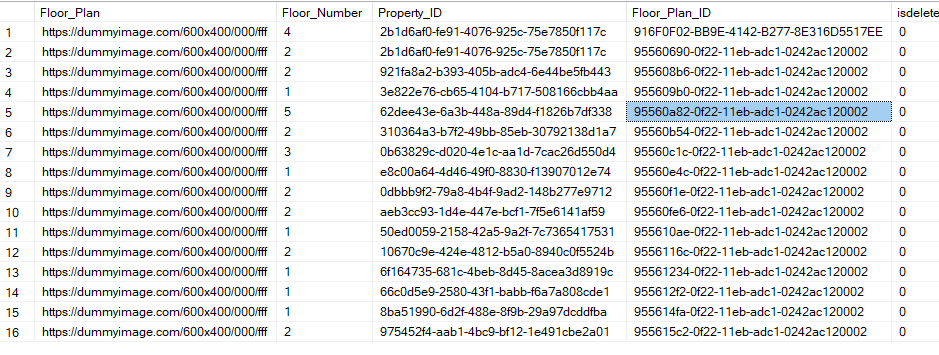 Floor_Plan Floor_Number Property_ID Floor_Plan_ID isdelete
1 https://dummyimage.com/600x400/000/fff 4 2b1d6af0-fe91-4076-925c-75e7850f117c 916F0F02-BB9E-4142-B277-8E316D5517EE 0
2 https://dummyimage.com/600x400/000/fff 2 2b1d6af0-fe91-4076-925c-75e7850f117c 95560690-0f22-11eb-adc1-0242ac120002 0
3 https://dummyimage.com/600x400/000/fff 2 921fa8a2-b393-405b-adc4-6e44be5fb443 955608b6-0f22-11eb-adc1-0242ac120002 0
4 https://dummyimage.com/600x400/000/fff 1 3e822e76-cb65-4104-b717-508166cbb4aa 955609b0-0f22-11eb-adc1-0242ac120002 0
5 https://dummyimage.com/600x400/000/fff 5 62dee43e-6a3b-448a-89d4-f1826b7df338 95560a82-0f22-11eb-adc1-0242ac120002 0
6 https://dummyimage.com/600x400/000/fff 2 310364a3-b7f2-49bb-85eb-30792138d1a7 95560b54-0f22-11eb-adc1-0242ac120002 0
7 https://dummyimage.com/600x400/000/fff 3 0b63829c-d020-4e1c-aa1d-7cac26d550d4 95560c1c-0f22-11eb-adc1-0242ac120002 0
8 https://dummyimage.com/600x400/000/fff 1 e8c00a64-4d46-49f0-8830-f13907012e74 95560e4c-0f22-11eb-adc1-0242ac120002 0
9 https://dummyimage.com/600x400/000/fff 2 0dbbb9f2-79a8-4b4f-9ad2-148b277e9712 95560f1e-0f22-11eb-adc1-0242ac120002 0
10 https://dummyimage.com/600x400/000/fff 2 aeb3cc93-1d4e-447e-bcf1-7f5e6141af59 95560fe6-0f22-11eb-adc1-0242ac120002 0
11 https://dummyimage.com/600x400/000/fff 1 50ed0059-2158-42a5-9a2f-7c7365417531 955610ae-0f22-11eb-adc1-0242ac120002 0
12 https://dummyimage.com/600x400/000/fff 2 10670c9e-424e-4812-b5a0-8940c0f5524b 9556116c-0f22-11eb-adc1-0242ac120002 0
13 https://dummyimage.com/600x400/000/fff 1 6f164735-681c-4beb-8d45-8acea3d8919c 95561234-0f22-11eb-adc1-0242ac120002 0
14 https://dummyimage.com/600x400/000/fff 1 66c0d5e9-2580-43f1-babb-f6a7a808cde1 955612f2-0f22-11eb-adc1-0242ac120002 0
15 https://dummyimage.com/600x400/000/fff 1 8ba51990-6d2f-488e-8f9b-29a97dcddfba 955614fa-0f22-11eb-adc1-0242ac120002 0
16 https://dummyimage.com/600x400/000/fff 2 975452f4-aab1-4bc9-bf12-1e491cbe2a01 955615c2-0f22-11eb-adc1-0242ac120002 0